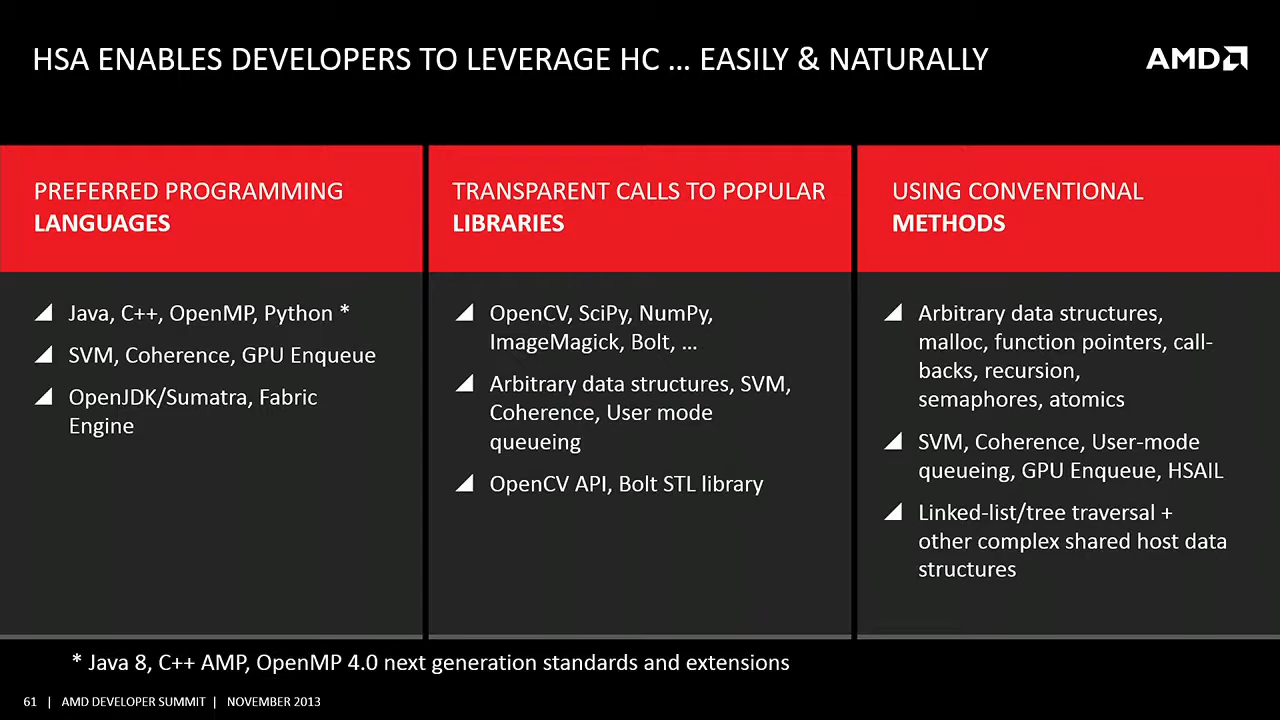 HSA ENABLES DEVELOPERS TO LEVERAGE HC … EASILY & NATURALLY
AMD
PREFERRED PROGRAMMING
LANGUAGES
Java, C++, OpenMP, Python *
SVM, Coherence, GPU Enqueue
OpenJDK/Sumatra, Fabric
Engine
TRANSPARENT CALLS TO POPULAR
LIBRARIES
OpenCV, SciPy, NumPy,
ImageMagick, Bolt, …
Arbitrary data structures, SVM,
Coherence, User mode
queueing
OpenCV API, Bolt STL library
USING CONVENTIONAL
METHODS
Arbitrary data structures,
malloc, function pointers, call-
backs, recursion,
semaphores, atomics
SVM, Coherence, User-mode
queueing, GPU Enqueue, HSAIL
Linked-list/tree traversal +
other complex shared host data
structures
* Java 8, C++ AMP, OpenMP 4.0 next generation standards and extensions
61 | AMD DEVELOPER SUMMIT | NOVEMBER 2013